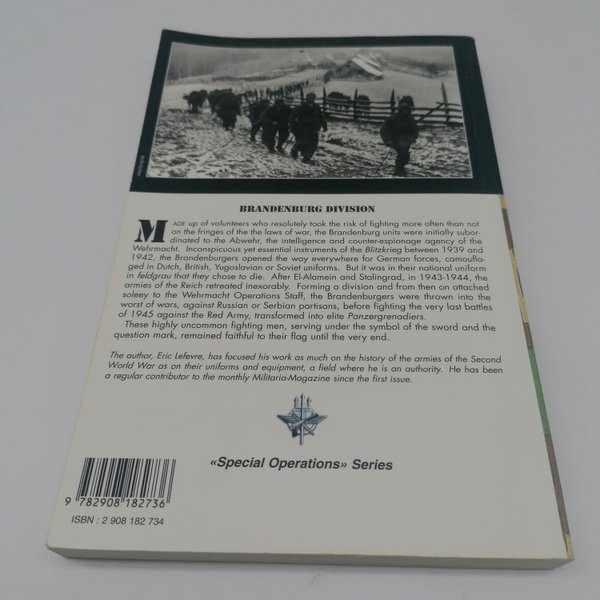 BRANDENBURG DIVISION
MADE up of volunteers who resolutely took the risk of fighting more often than not
on the fringes of the the laws of war, the Brandenburg units were initially subor-
dinated to the Abwehr, the intelligence and counter-espionage agency of the
Wehrmacht. Inconspicuous yet essential instruments of the Blitzkrieg between 1939 and
1942, the Brandenburgers opened the way everywhere for German forces, camoufla-
ged in Dutch, British, Yugoslavian or Soviet uniforms. But it was in their national uniform
in feldgrau that they chose to die. After El-Alamein and Stalingrad, in 1943-1944, the
armies of the Reich retreated inexorably. Forming a division and from then on attached
soleey to the Wehrmacht Operations Staff, the Brandenburgers were thrown into the
worst of wars, against Russian or Serbian partisans, before fighting the very last battles
of 1945 against the Red Army, transformed into elite Panzergrenadiers.
These highly uncommon fighting men, serving under the symbol of the sword and the
question mark, remained faithful to their flag until the very end.
The author, Eric Lefevre, has focused his work as much on the history of the armies of the Second
World War as on their uniforms and equipment, a field where he is an authority. He has been
a regular contributor to the monthly Militaria-Magazine since the first issue.
«Special Operations» Series
9 782908 182736
ISBN : 2 908 182 734